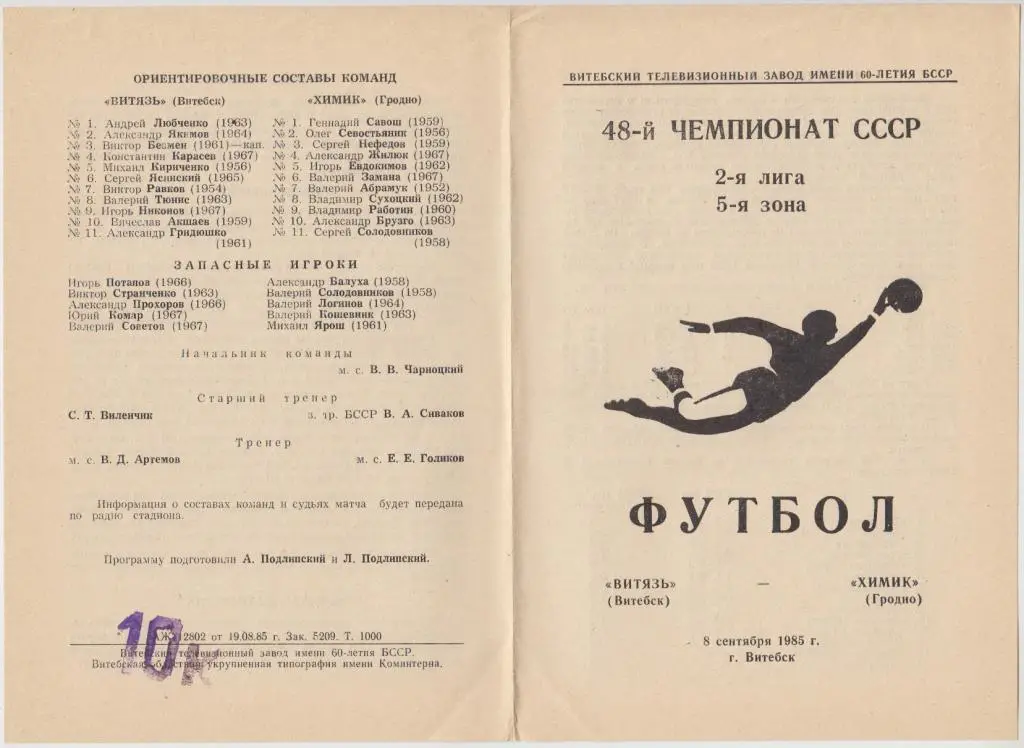 ОРИЕНТИРОВОЧНЫЕ СОСТАВЫ КОМАНД
«ВИТЯЗЬ» (Витебск)
№ 1. Андрей Любченко (1963)
№ 2. Александр Якимов (1964)
№ 3. Виктор Бесмен (1961)—кап.
№ 4. Константин Карасев (1967)
№ 5. Михаил Кириченко (1956)
№ 6. Сергей Ясинский (1965)
№ 7. Виктор Равков (1954)
№ 8. Валерий Тюнис (1963)
№ 9. Игорь Никонов (1967)
№ 10. Вячеслав Акшаев (1959)
№ 11. Александр Гридюшко
(1961)
«ХИМИК» (Гродно)
№ 1. Геннадий Савош (1959)
№ 2. Олег Севостьяник (1956)
№ 3. Сергей Нефедов (1959)
№ 4. Александр Жилюк (1967)
№ 5. Игорь Евдокимов (1962)
№ 6. Валерий Замана (1967)
№ 7. Валерий Абрамук (1952)
№ 8. Владимир Сухоцкий (1962)
№ 9. Владимир Работин (1960)
№ 10. Александр Бруаго (1963)
№ 11. Сергей Солодовников
(1958)
ЗАПАСНЫЕ ИГРОКИ
Игорь Потапов (1966)
Виктор Странченко (1963)
Александр Прохоров (1966)
Юрий Комар (1967)
Валерий Советов (1967)
Александр Балуха (1958)
Валерий Солодовников (1958)
Валерий Логинов (1964)
Валерий Кошевник (1963)
Михаил Ярош (1961)
Начальник команды
м. с. В. В. Чарноцкий
Старший тренер
С. Т. Виленчик з. тр. БССР В. А. Сиваков
Тренер
м. с. В. Д. Артемов м. с. Е. Е. Голиков
Информация о составах команд и судьях матча будет передана
по радио стадиона.
Программу подготовили А. Подлипский и Л. Подлипский.
АЖ 12802 от 19.08.85 г. Зак. 5209. Т. 1000
Витебский телевизионный завод имени 60-летия БССР.
Витебская областная укрупненная типография имени Коминтерна.
10к
ВИТЕБСКИЙ ТЕЛЕВИЗИОННЫЙ ЗАВОД ИМЕНИ 60-ЛЕТИЯ БССР
48-й ЧЕМПИОНАТ СССР
2-я лига
5-я зона
ФУТБОЛ
«ВИТЯЗЬ» — «ХИМИК»
(Витебск) (Гродно)
8 сентября 1985 г.
г. Витебск